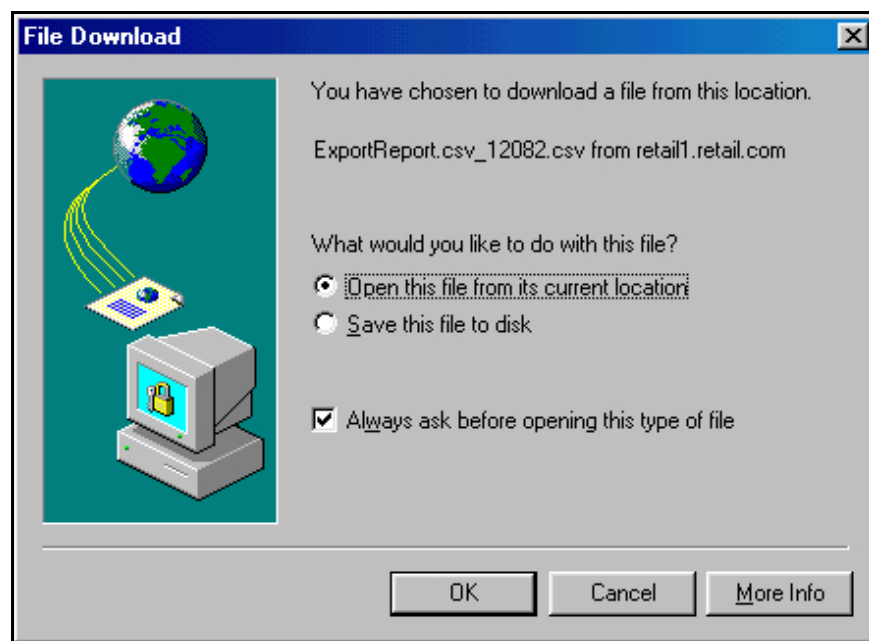 File Download
You have chosen to download a file from this location.
ExportReport.csv_12082.csv from retail1.retail.com
What would you like to do with this file?
Open this file from its current location
Save this file to disk
Always ask before opening this type of file
OK
Cancel
More Info